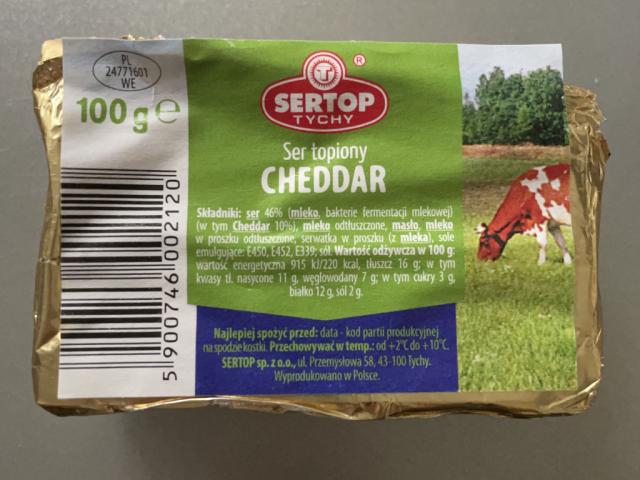 PL
24771601
WE
100 g e
5 900746 002120
T ®
SERTOP
TYCHY
Ser topiony
CHEDDAR
Składniki: ser 46% (mleko, bakterie fermentacji mlekowej)
(w tym Cheddar 10%), mleko odtłuszczone, masło, mleko
w proszku odtłuszczone, serwatka w proszku (z mleka), sole
emulgujące: E450, E452, E339; sól. Wartość odżywcza w 100 g:
wartość energetyczna 915 kJ/220 kcal, tłuszcz 16 g; w tym
kwasy tł. nasycone 11 g, węglowodany 7 g; w tym cukry 3 g,
białko 12 g, sól 2 g.
Najlepiej spożyć przed: data - kod partii produkcyjnej
na spodzie kostki. Przechowywać w temp.: od +2°C do +10°C.
SERTOP sp. z o.o., ul. Przemysłowa 58, 43-100 Tychy.
Wyprodukowano w Polsce.